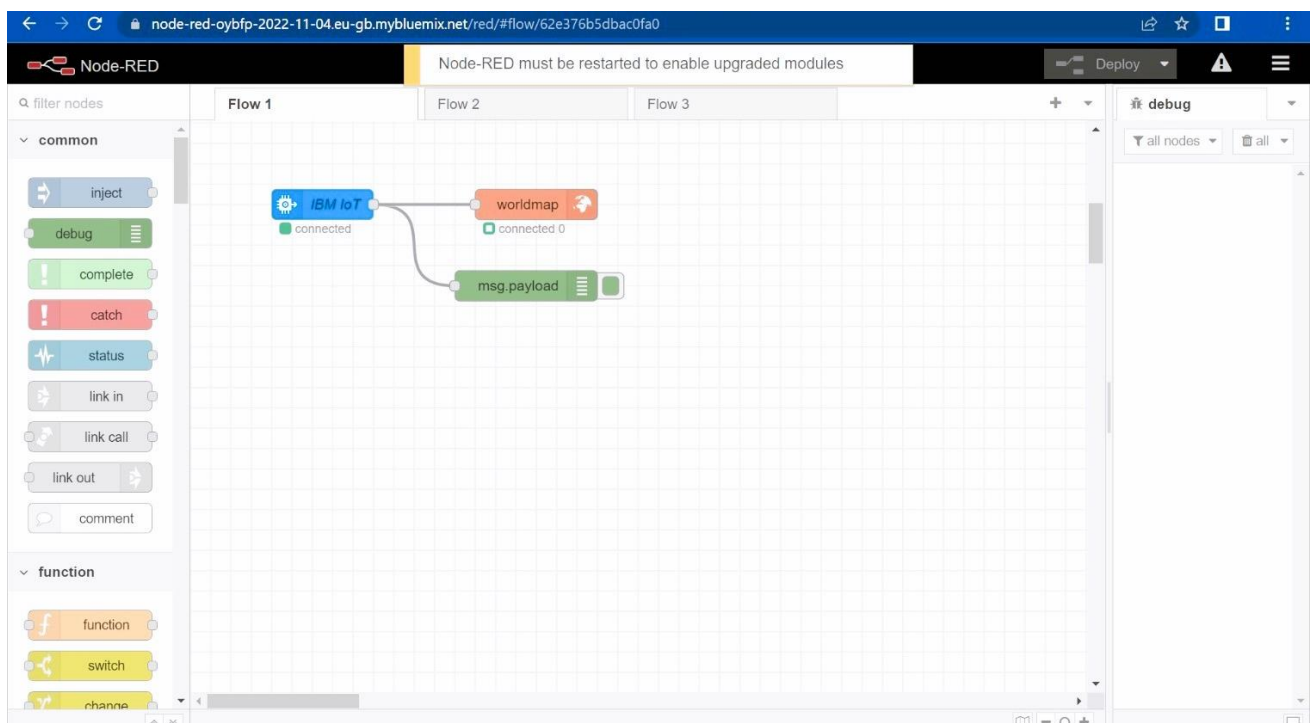 node-red-oybfp-2022-11-04.eu-gb.mybluemix.net/red/#flow/62e376b5dbac0fa0
Node-RED
Node-RED must be restarted to enable upgraded modules
Deploy
filter nodes
Flow 1
Flow 2
Flow 3
debug
common
all nodes
all
inject
IBM IoT
worldmap
connected
connected 0
debug
complete
msg.payload
catch
status
link in
link call
link out
comment
function
function
switch
change